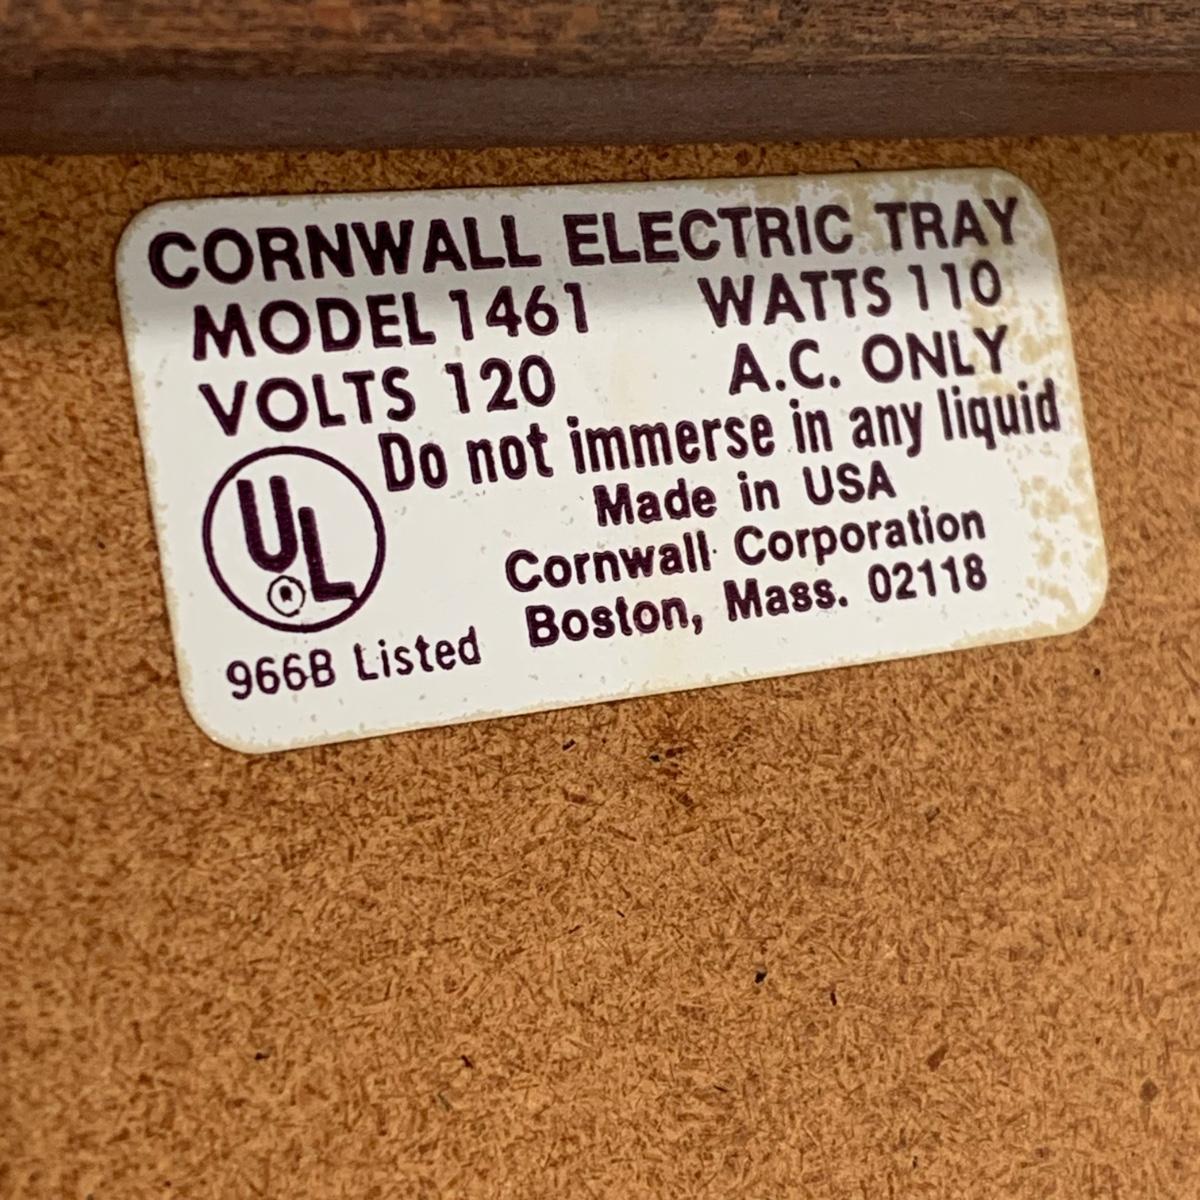 CORNWALL ELECTRIC TRAY
MODEL 1461 WATTS 110
VOLTS 120 A.C. ONLY
Do not immerse in any liquid
UL
®
Made in USA
Cornwall Corporation
966B Listed Boston, Mass. 02118